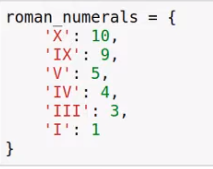 roman_numerals = {
    'X': 10,
    'IX': 9,
    'V': 5,
    'IV': 4,
    'III': 3,
    'I': 1
}